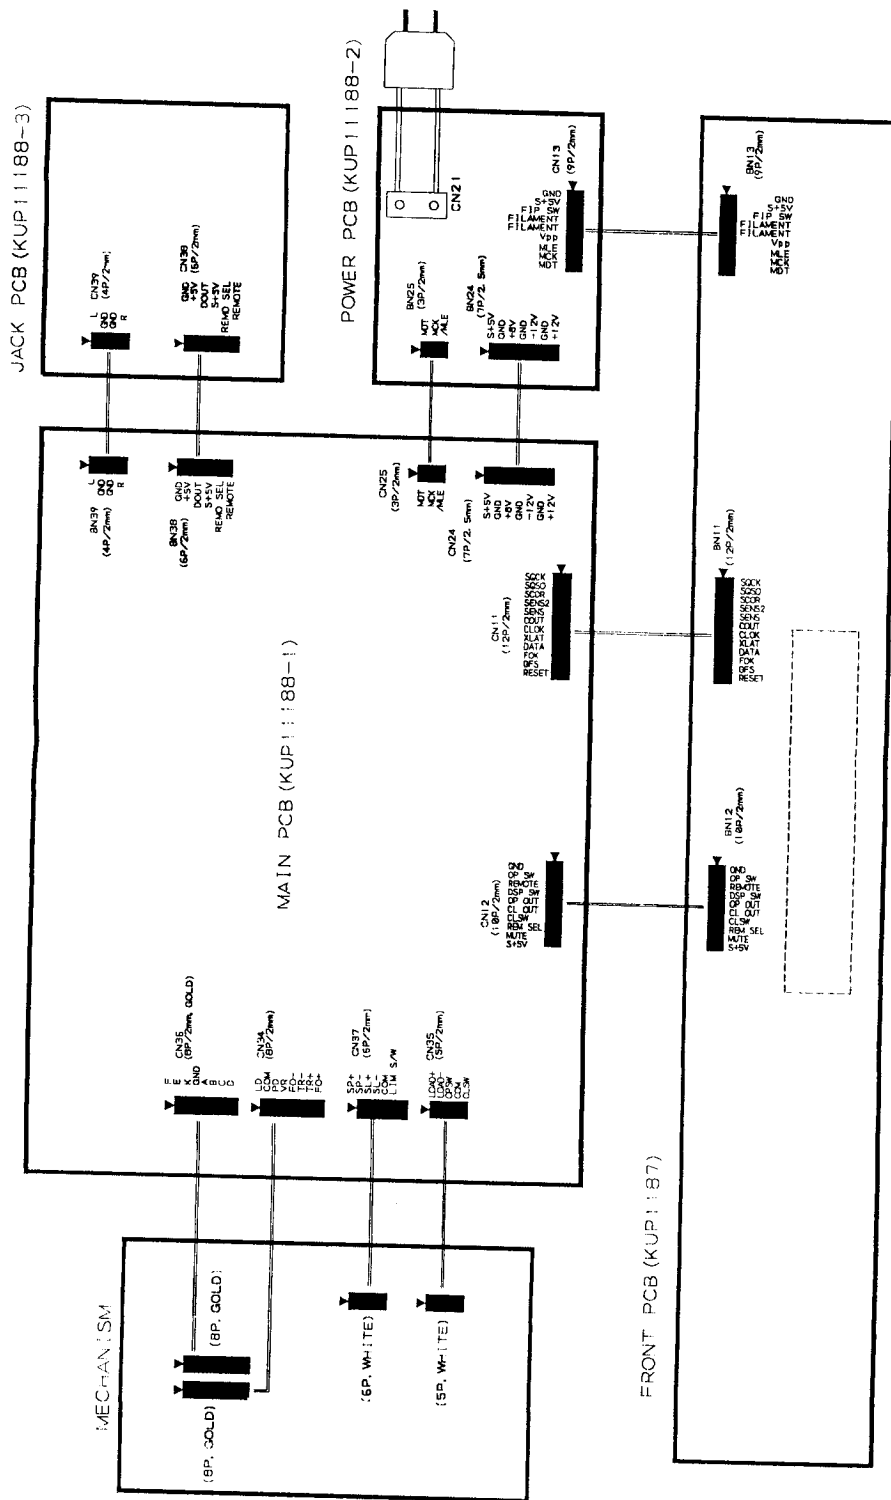 JACK PCB (KUP11188-3)
CN39
(4P/2mm)
L
GND
GND
R
CN38
(6P/2mm)
GND
+5V
DOUT
S+5V
REMO SEL
REMOTE
POWER PCB (KUP11188-2)
CN21
BN25
(3P/2mm)
MDT
MCK
/MLE
BN24
(7P/2.5mm)
S+5V
GND
+8V
GND
-12V
GND
+12V
CN13
(9P/2mm)
GND
S+5V
FIP SW
FILAMENT
FILAMENT
VDD
MLE
MCK
MDT
BN13
(9P/2mm)
GND
S+5V
FIP SW
FILAMENT
FILAMENT
VDD
MLE
MCK
MDT
MAIN PCB (KUP11188-1)
BN39
(4P/2mm)
L
GND
GND
R
BN38
(6P/2mm)
GND
+5V
DOUT
S+5V
REMO SEL
REMOTE
CN25
(3P/2mm)
MDT
MCK
/MLE
CN24
(7P/2.5mm)
S+5V
GND
+8V
GND
-12V
GND
+12V
CN11
(12P/2mm)
SQCK
SQSO
SCOR
SENS2
SENS
COUT
CLOK
XLAT
DATA
FOK
GFS
RESET
BN11
(12P/2mm)
SQCK
SQSO
SCOR
SENS2
SENS
COUT
CLOK
XLAT
DATA
FOK
GFS
RESET
CN12
(10P/2mm)
GND
OP SW
REMOTE
DSP SW
OP OUT
CL OUT
CLSW
REM SEL
MUTE
S+5V
BN12
(10P/2mm)
GND
OP SW
REMOTE
DSP SW
OP OUT
CL OUT
CLSW
REM SEL
MUTE
S+5V
CN36
(8P/2mm, GOLD)
F
E
K
GND
A
B
C
D
CN34
(8P/2mm)
LD
COM
PD
VR
FO-
TR-
TR+
FO+
CN37
(6P/2mm)
SP+
SP-
SL+
SL-
COM
LIM S/W
CN35
(5P/2mm)
LOAD+
LOAD-
OPSW
COM
CLSW
MECHANISM
(8P, GOLD)
(8P, GOLD)
(6P, WHITE)
(5P, WHITE)
FRONT PCB (KUP11187)